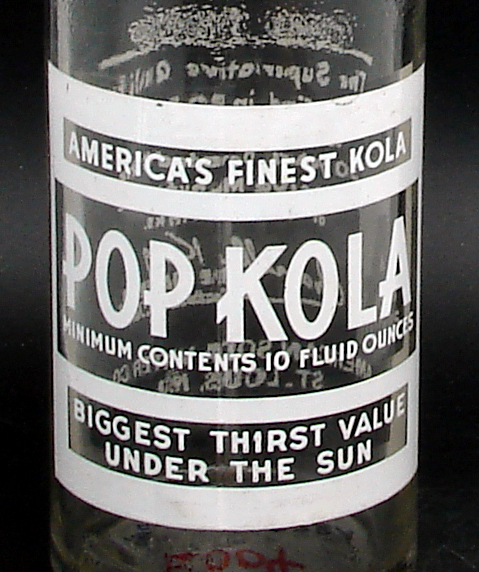 AMERICA'S FINEST KOLA
POP KOLA
MINIMUM CONTENTS 10 FLUID OUNCES
BIGGEST THIRST VALUE
UNDER THE SUN